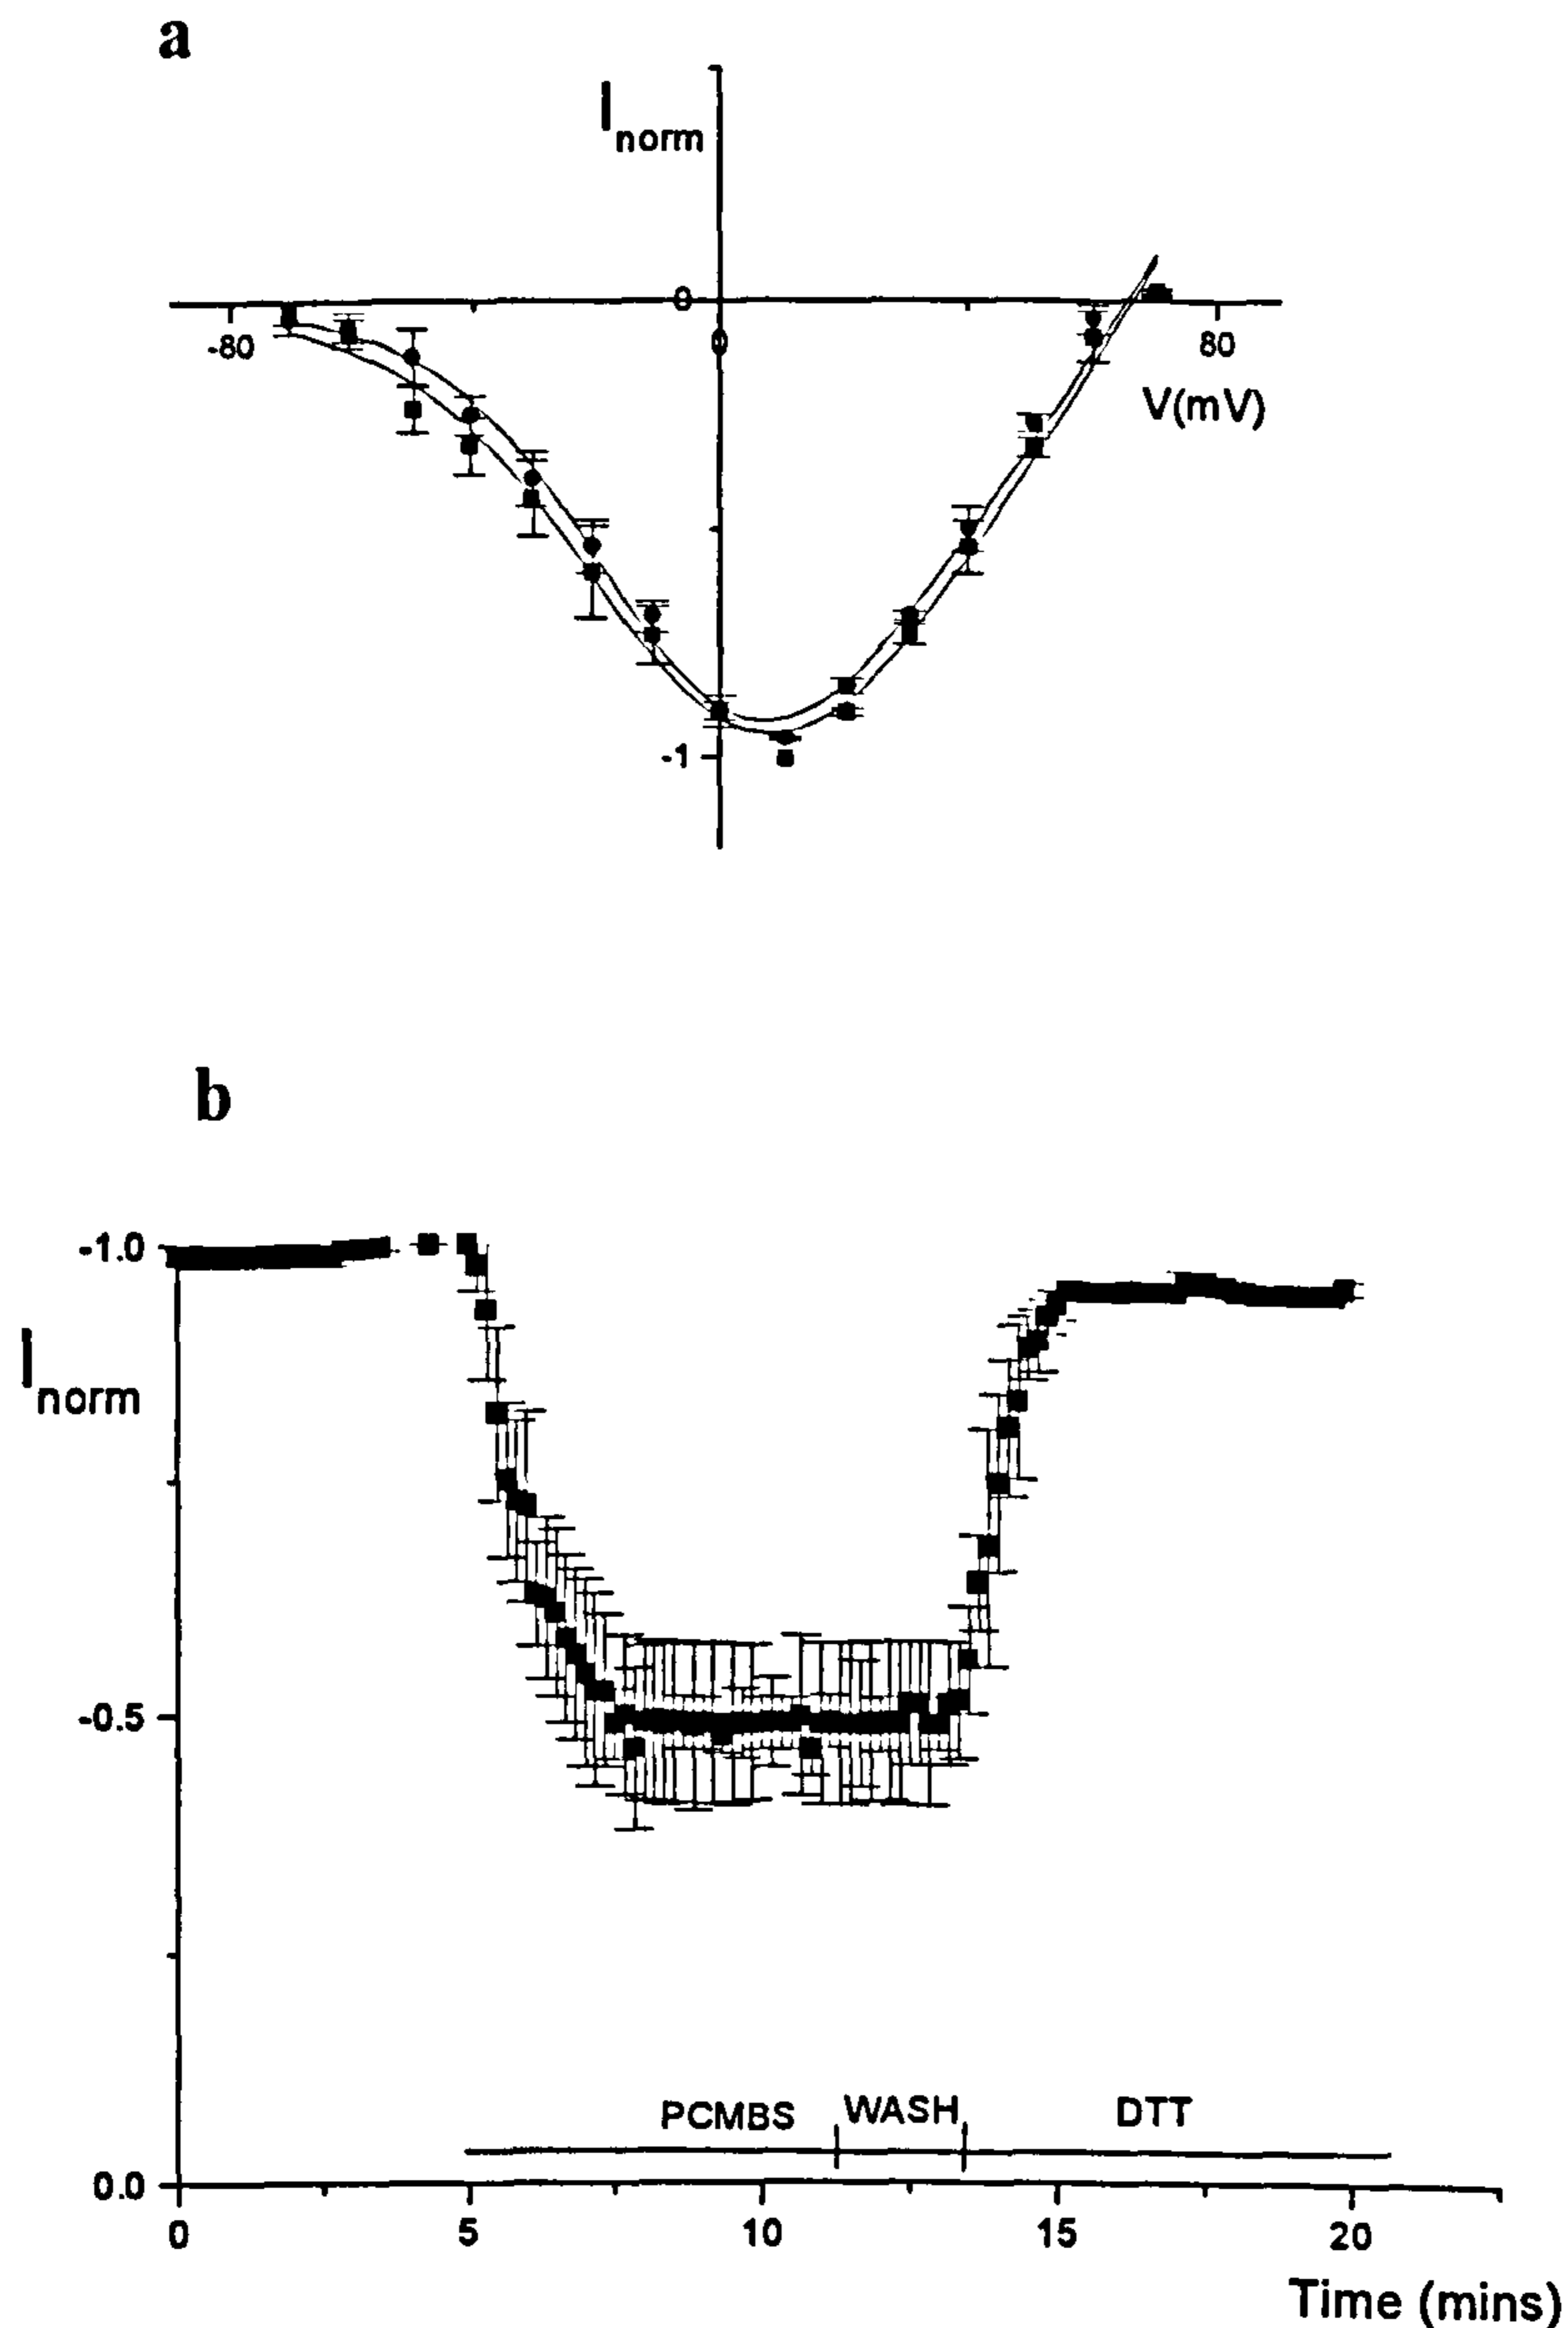 a
I norm
0
-80
0
80
V(mV)
-1
b
-1.0
I norm
-0.5
PCMBS WASH DTT
0.0
0 5 10 15 20
Time (mins)